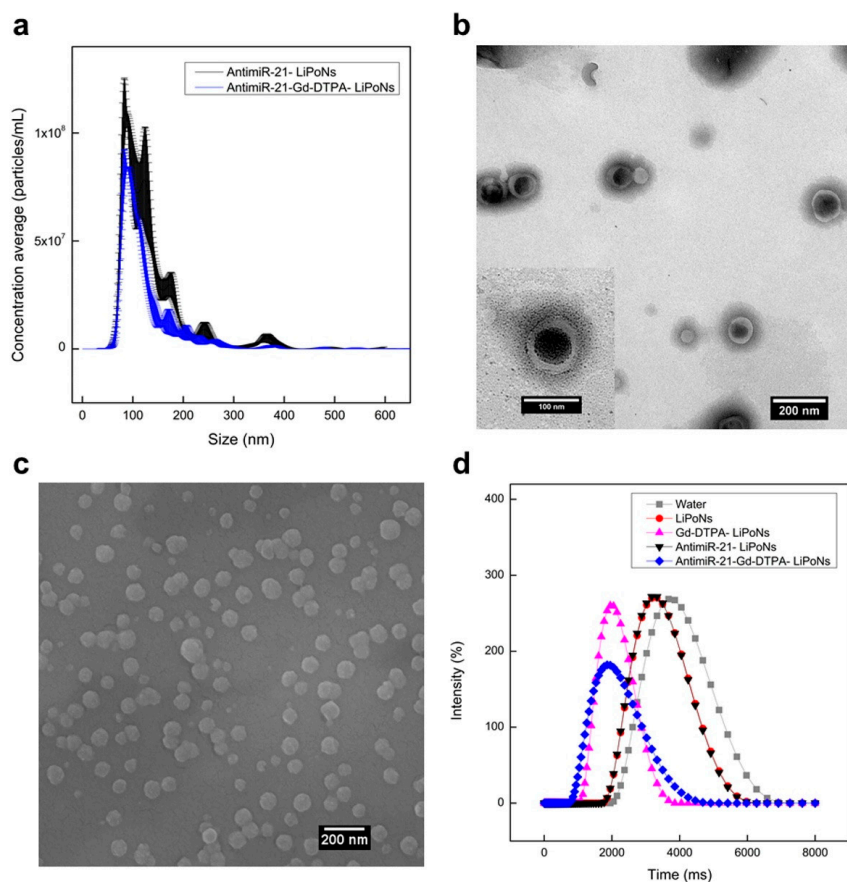 a
AntimiR-21- LiPoNs
AntimiR-21-Gd-DTPA- LiPoNs
Concentration average (particles/mL)
1x10⁸
5x10⁷
0
0 100 200 300 400 500 600
Size (nm)
b
100 nm
200 nm
c
200 nm
d
Water
LiPoNs
Gd-DTPA- LiPoNs
AntimiR-21- LiPoNs
AntimiR-21-Gd-DTPA- LiPoNs
Intensity (%)
400
300
200
100
0
0 2000 4000 6000 8000
Time (ms)